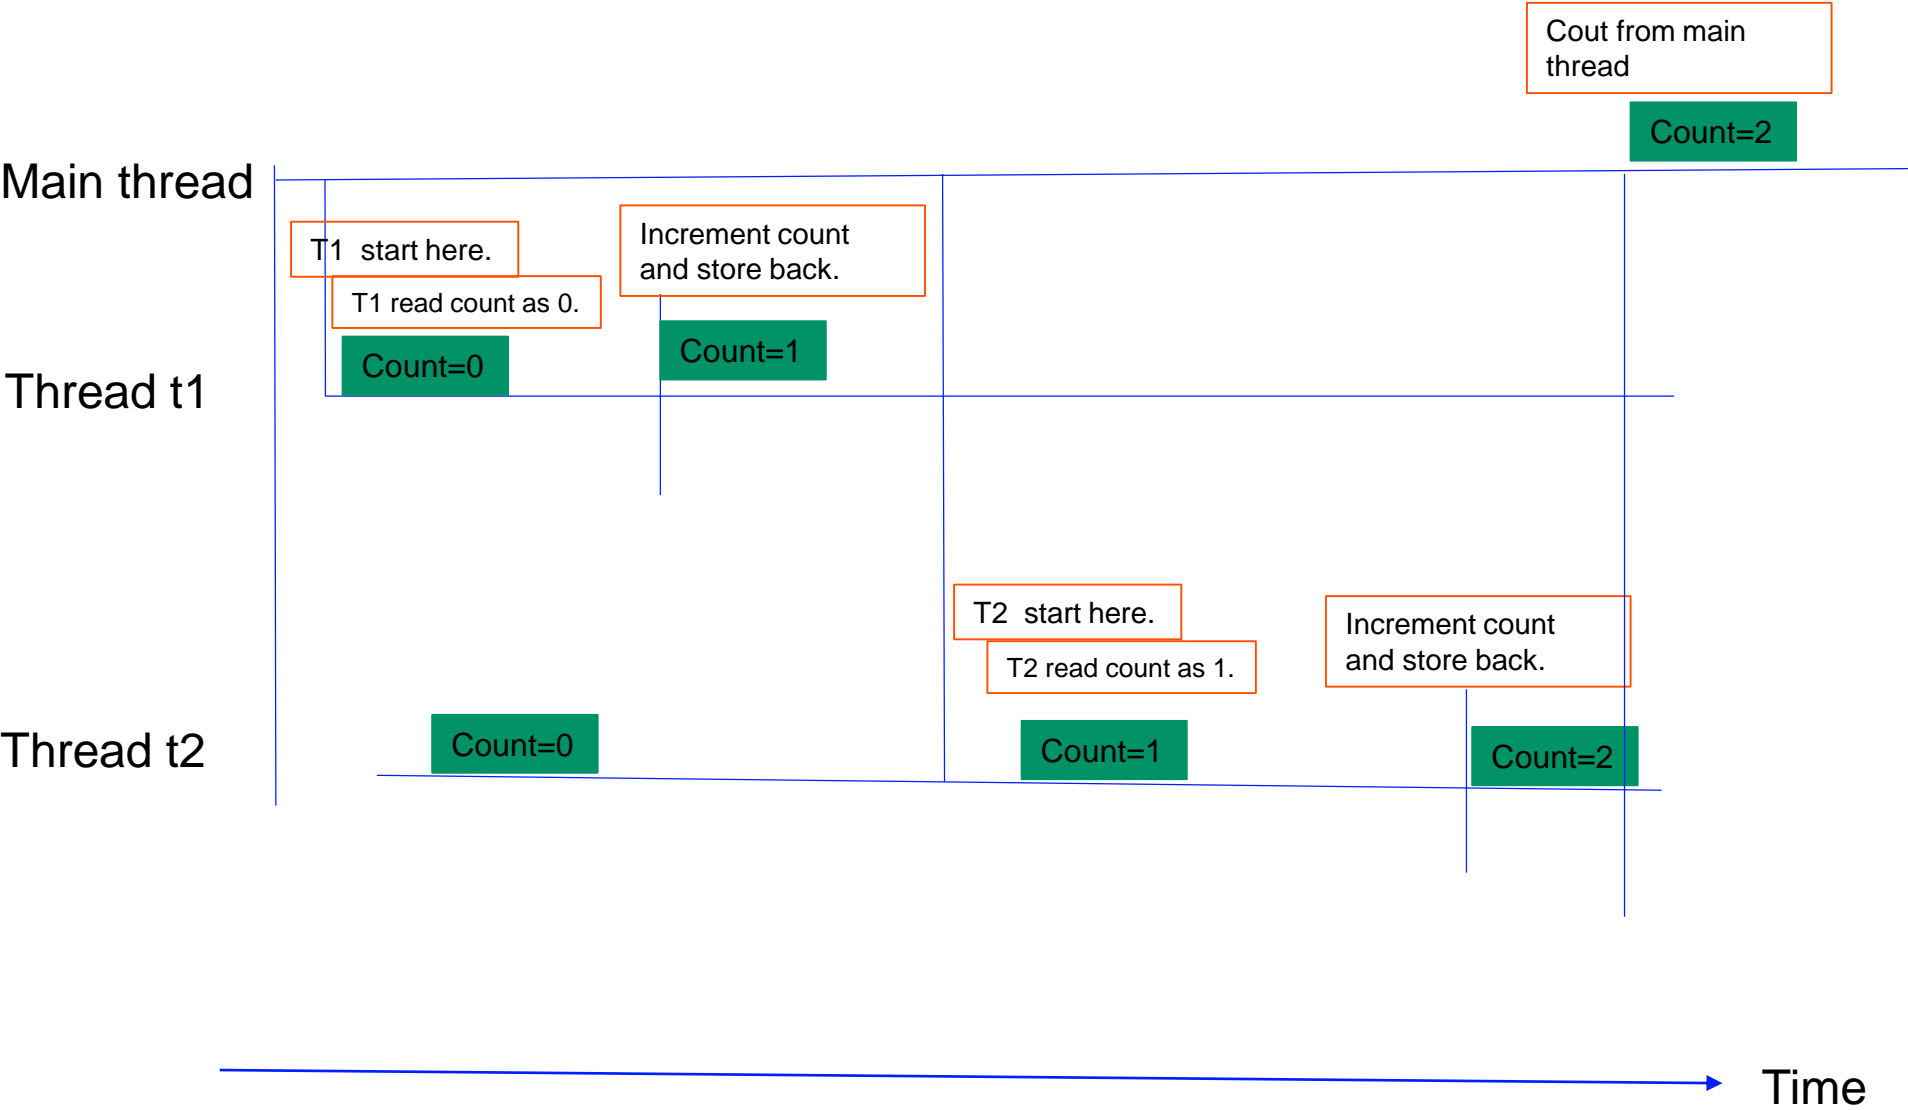 Cout from main
thread
Count=2
Main thread
T1 start here.
T1 read count as 0.
Increment count
and store back.
Count=0
Count=1
Thread t1
T2 start here.
T2 read count as 1.
Increment count
and store back.
Thread t2
Count=0
Count=1
Count=2
Time